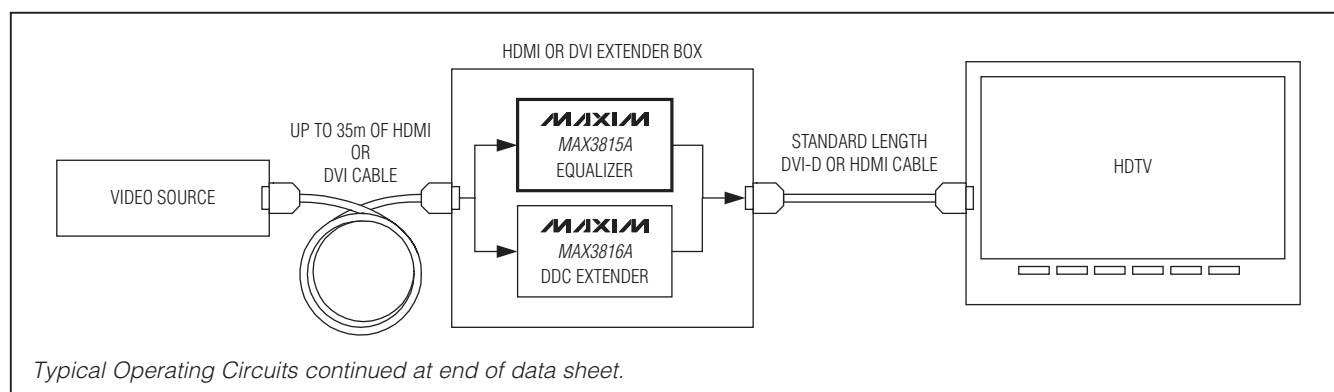 HDMI OR DVI EXTENDER BOX
UP TO 35m OF HDMI
OR
DVI CABLE
VIDEO SOURCE
MAXIM
MAX3815A
EQUALIZER
MAXIM
MAX3816A
DDC EXTENDER
STANDARD LENGTH
DVI-D OR HDMI CABLE
HDTV
Typical Operating Circuits continued at end of data sheet.